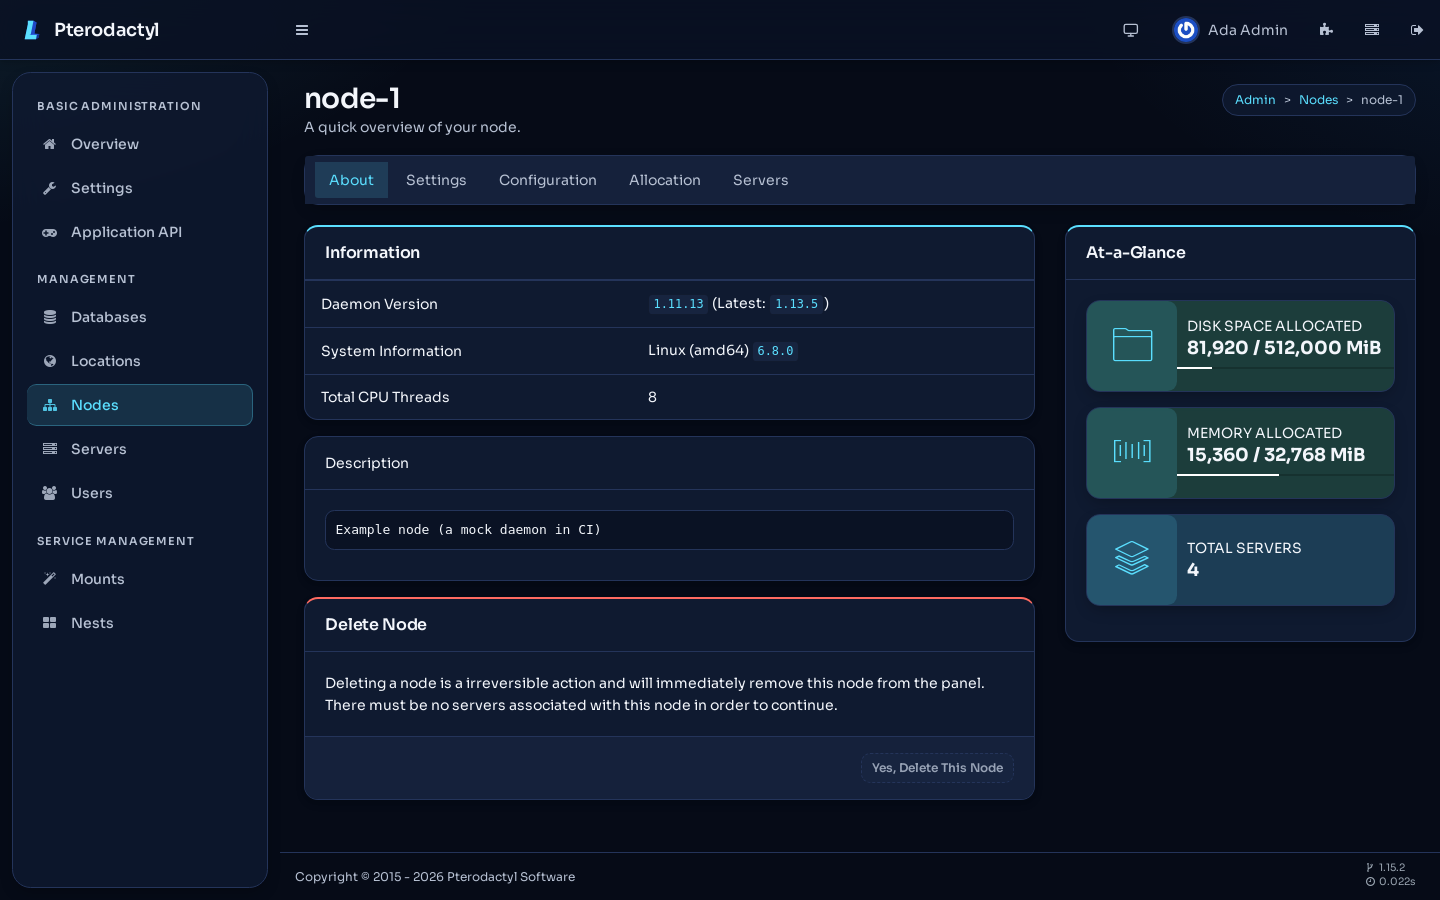 Pterodactyl
Ada Admin
BASIC ADMINISTRATION
Overview
Settings
Application API
MANAGEMENT
Databases
Locations
Nodes
Servers
Users
SERVICE MANAGEMENT
Mounts
Nests
node-1
A quick overview of your node.
Admin > Nodes > node-1
About Settings Configuration Allocation Servers
Information
Daemon Version 1.11.13 (Latest: 1.13.5 )
System Information Linux (amd64) 6.8.0
Total CPU Threads 8
Description
Example node (a mock daemon in CI)
Delete Node
Deleting a node is a irreversible action and will immediately remove this node from the panel.
There must be no servers associated with this node in order to continue.
Yes, Delete This Node
At-a-Glance
DISK SPACE ALLOCATED
81,920 / 512,000 MiB
MEMORY ALLOCATED
15,360 / 32,768 MiB
TOTAL SERVERS
4
Copyright © 2015 - 2026 Pterodactyl Software
1.15.2
0.022s